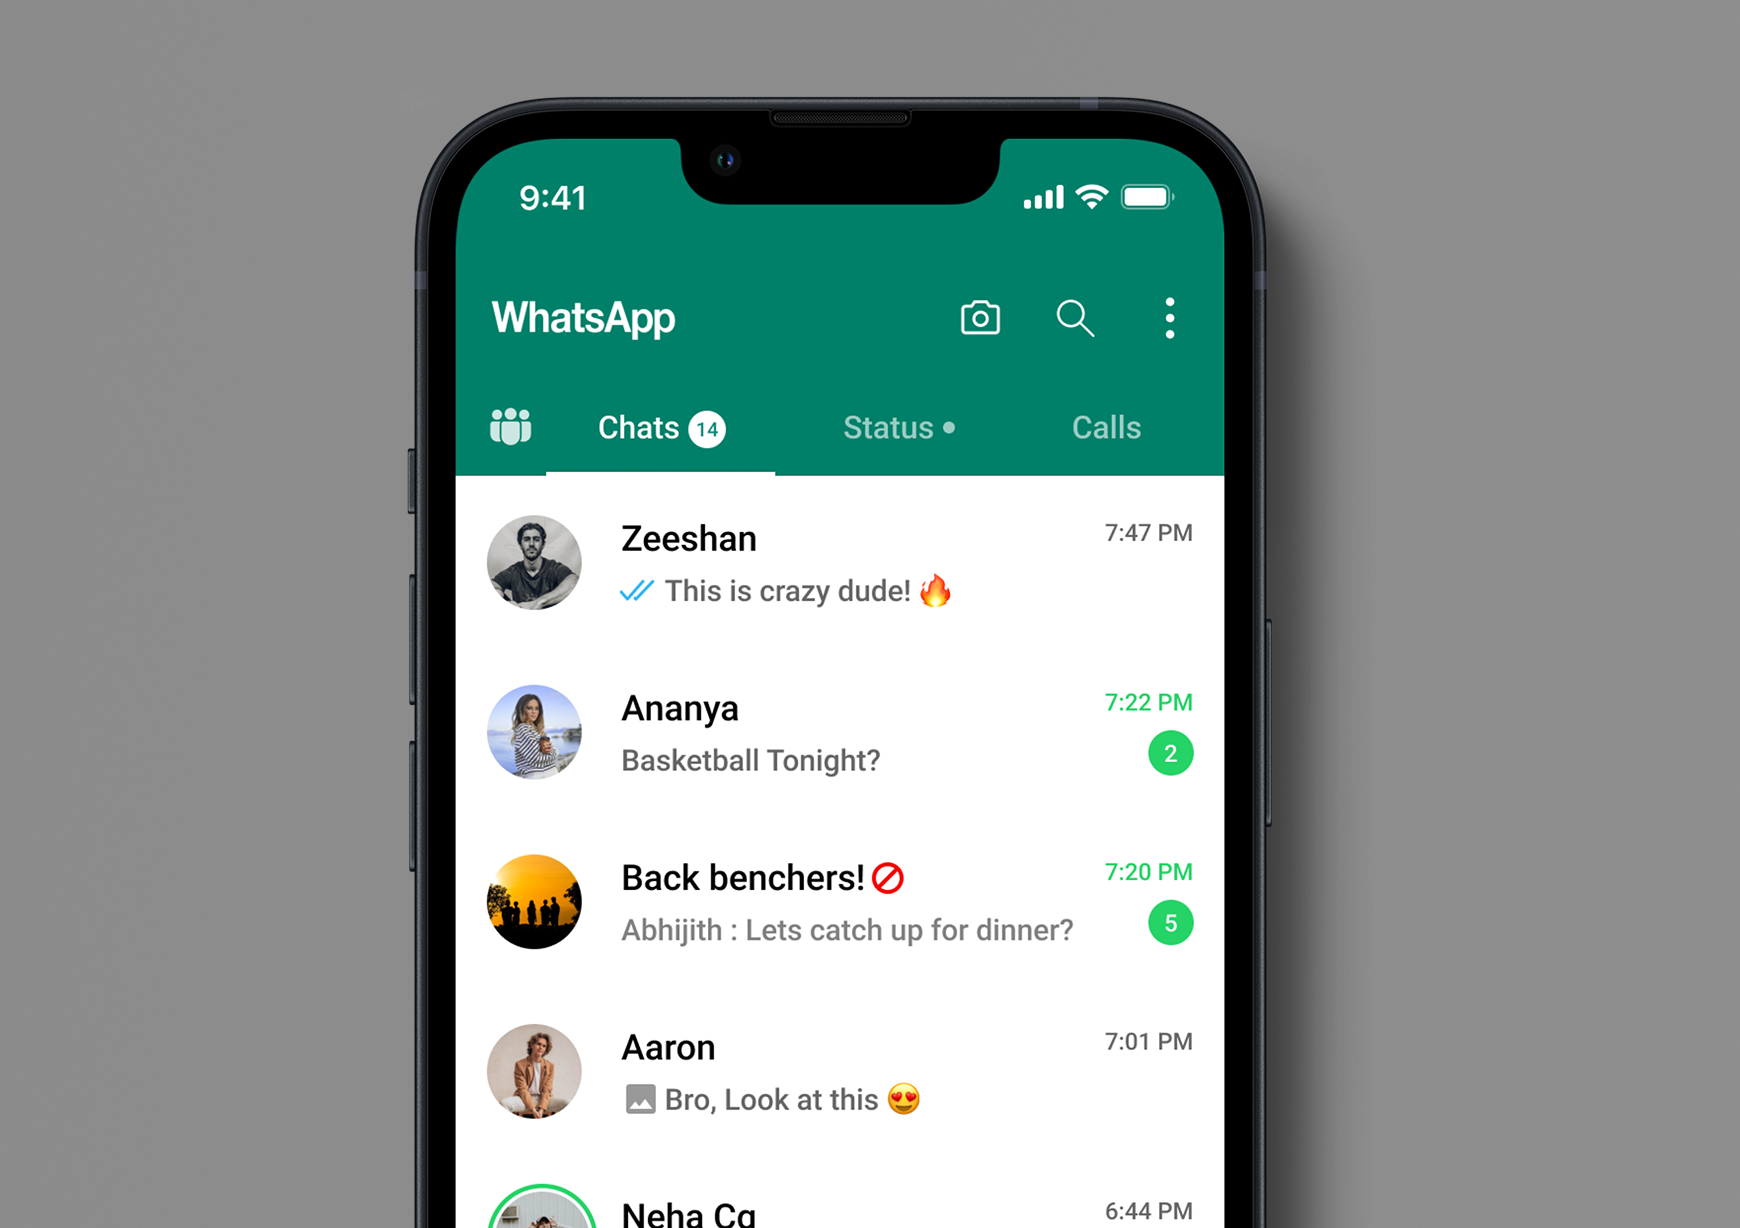 9:41
WhatsApp
Chats 14 Status Calls
Zeeshan 7:47 PM
This is crazy dude! 🔥
Ananya 7:22 PM
Basketball Tonight? 2
Back benchers!🚫 7:20 PM
Abhijith : Lets catch up for dinner? 5
Aaron 7:01 PM
Bro, Look at this 😍
Neha Cg 6:44 PM